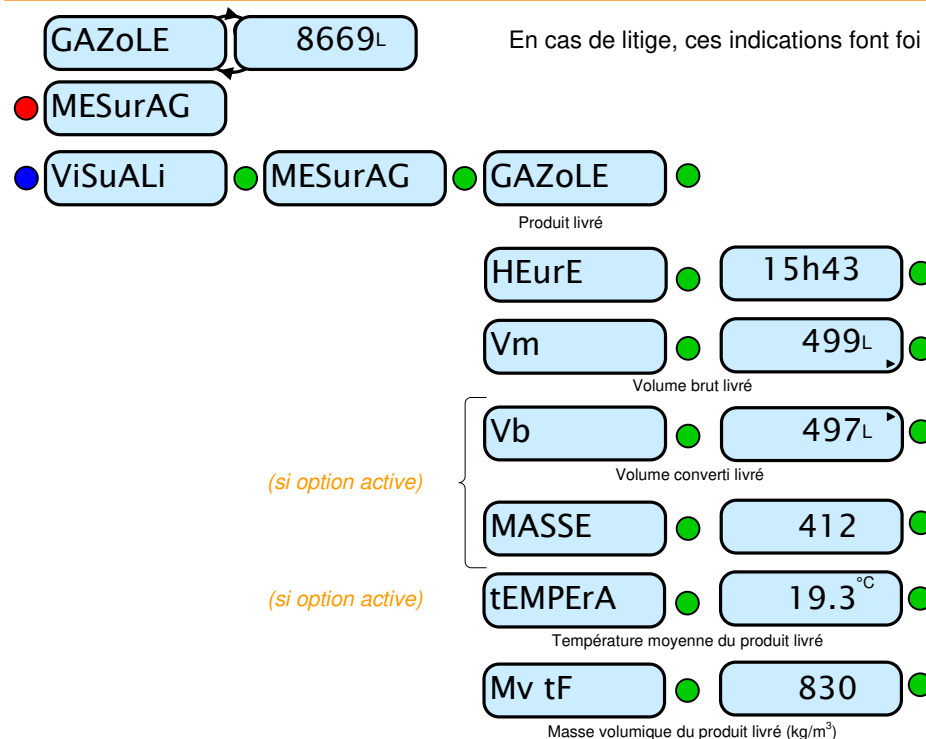 GAZoLE 8669L En cas de litige, ces indications font foi
MESurAG
ViSuALi MESurAG GAZoLE
Produit livré
HEurE 15h43
Vm 499L
Volume brut livré
Vb 497L
Volume converti livré
(si option active)
MASSE 412
(si option active) tEMPErA 19.3°C
Température moyenne du produit livré
Mv tF 830
Masse volumique du produit livré (kg/m³)